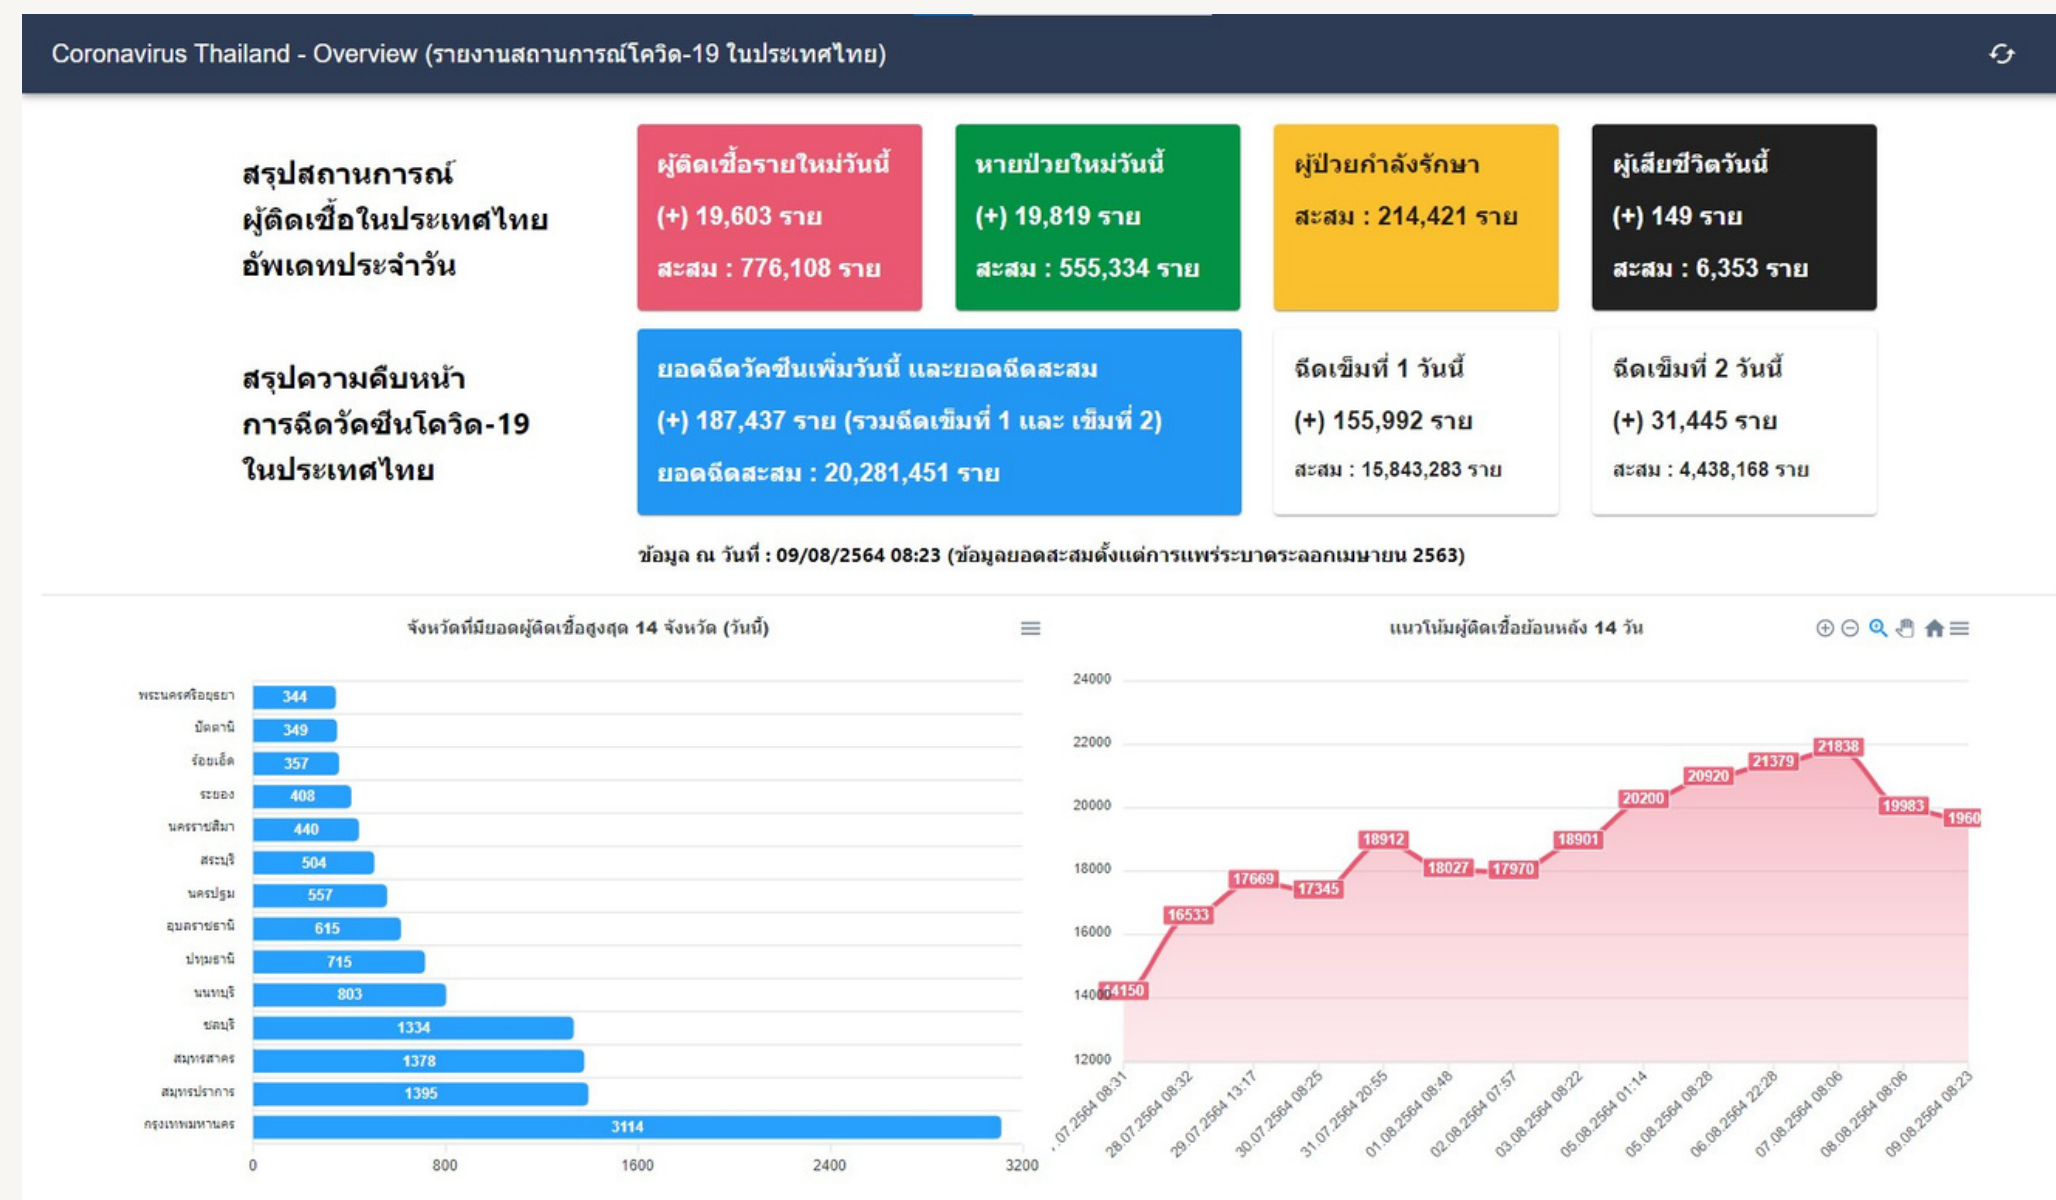 Coronavirus Thailand - Overview (รายงานสถานการณ์โควิด-19 ในประเทศไทย)
สรุปสถานการณ์
ผู้ติดเชื้อในประเทศไทย
อัพเดทประจำวัน
ผู้ติดเชื้อรายใหม่วันนี้
(+) 19,603 ราย
สะสม : 776,108 ราย
หายป่วยใหม่วันนี้
(+) 19,819 ราย
สะสม : 555,334 ราย
ผู้ป่วยกำลังรักษา
สะสม : 214,421 ราย
ผู้เสียชีวิตวันนี้
(+) 149 ราย
สะสม : 6,353 ราย
สรุปความคืบหน้า
การฉีดวัคซีนโควิด-19
ในประเทศไทย
ยอดฉีดวัคซีนเพิ่มวันนี้ และยอดฉีดสะสม
(+) 187,437 ราย (รวมฉีดเข็มที่ 1 และ เข็มที่ 2)
ยอดฉีดสะสม : 20,281,451 ราย
ฉีดเข็มที่ 1 วันนี้
(+) 155,992 ราย
สะสม : 15,843,283 ราย
ฉีดเข็มที่ 2 วันนี้
(+) 31,445 ราย
สะสม : 4,438,168 ราย
ข้อมูล ณ วันที่ : 09/08/2564 08:23 (ข้อมูลยอดสะสมตั้งแต่การแพร่ระบาดระลอกเมษายน 2563)
จังหวัดที่มียอดผู้ติดเชื้อสูงสุด 14 จังหวัด (วันนี้)
พระนครศรีอยุธยา 344
ปัตตานี 349
ร้อยเอ็ด 357
ระยอง 408
นครราชสีมา 440
สระบุรี 504
นครปฐม 557
อุบลราชธานี 615
ปทุมธานี 715
นนทบุรี 803
ชลบุรี 1334
สมุทรสาคร 1378
สมุทรปราการ 1395
กรุงเทพมหานคร 3114
0 800 1600 2400 3200
แนวโน้มผู้ติดเชื้อย้อนหลัง 14 วัน
24000
22000
20000
18000
16000
14000
12000
14150
16533
17669
17345
18912
18027
17970
18901
20200
20920
21379
21838
19983
1960
.07.2564 08:31
28.07.2564 08:32
29.07.2564 13:17
30.07.2564 08:25
31.07.2564 20:55
01.08.2564 08:48
02.08.2564 07:57
03.08.2564 08:22
05.08.2564 01:14
05.08.2564 08:28
06.08.2564 22:28
07.08.2564 08:06
08.08.2564 08:06
09.08.2564 08:23